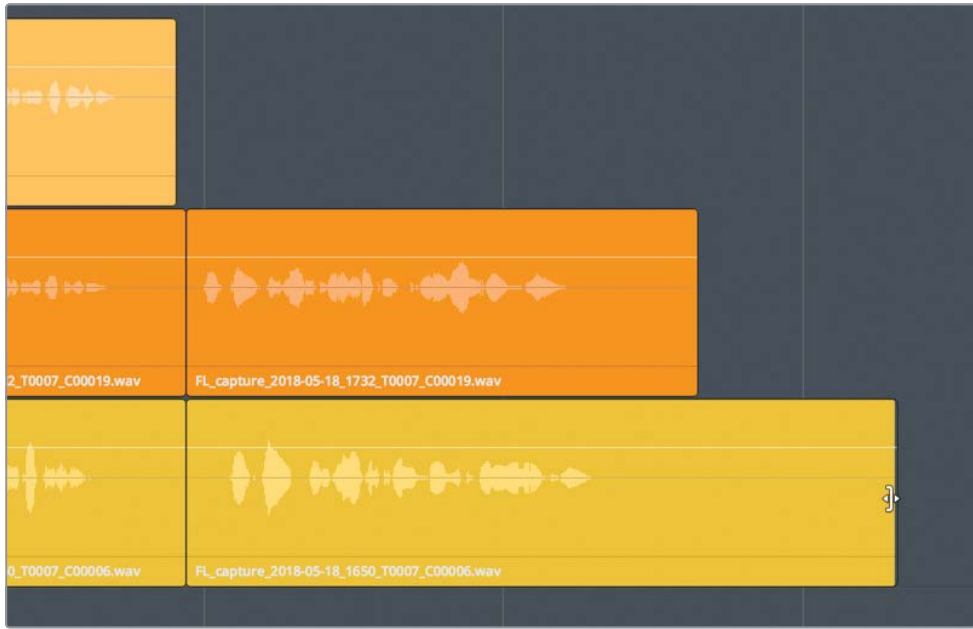 2_T0007_C00019.wav
FL_capture_2018-05-18_1732_T0007_C00019.wav
0_T0007_C00006.wav
FL_capture_2018-05-18_1650_T0007_C00006.wav